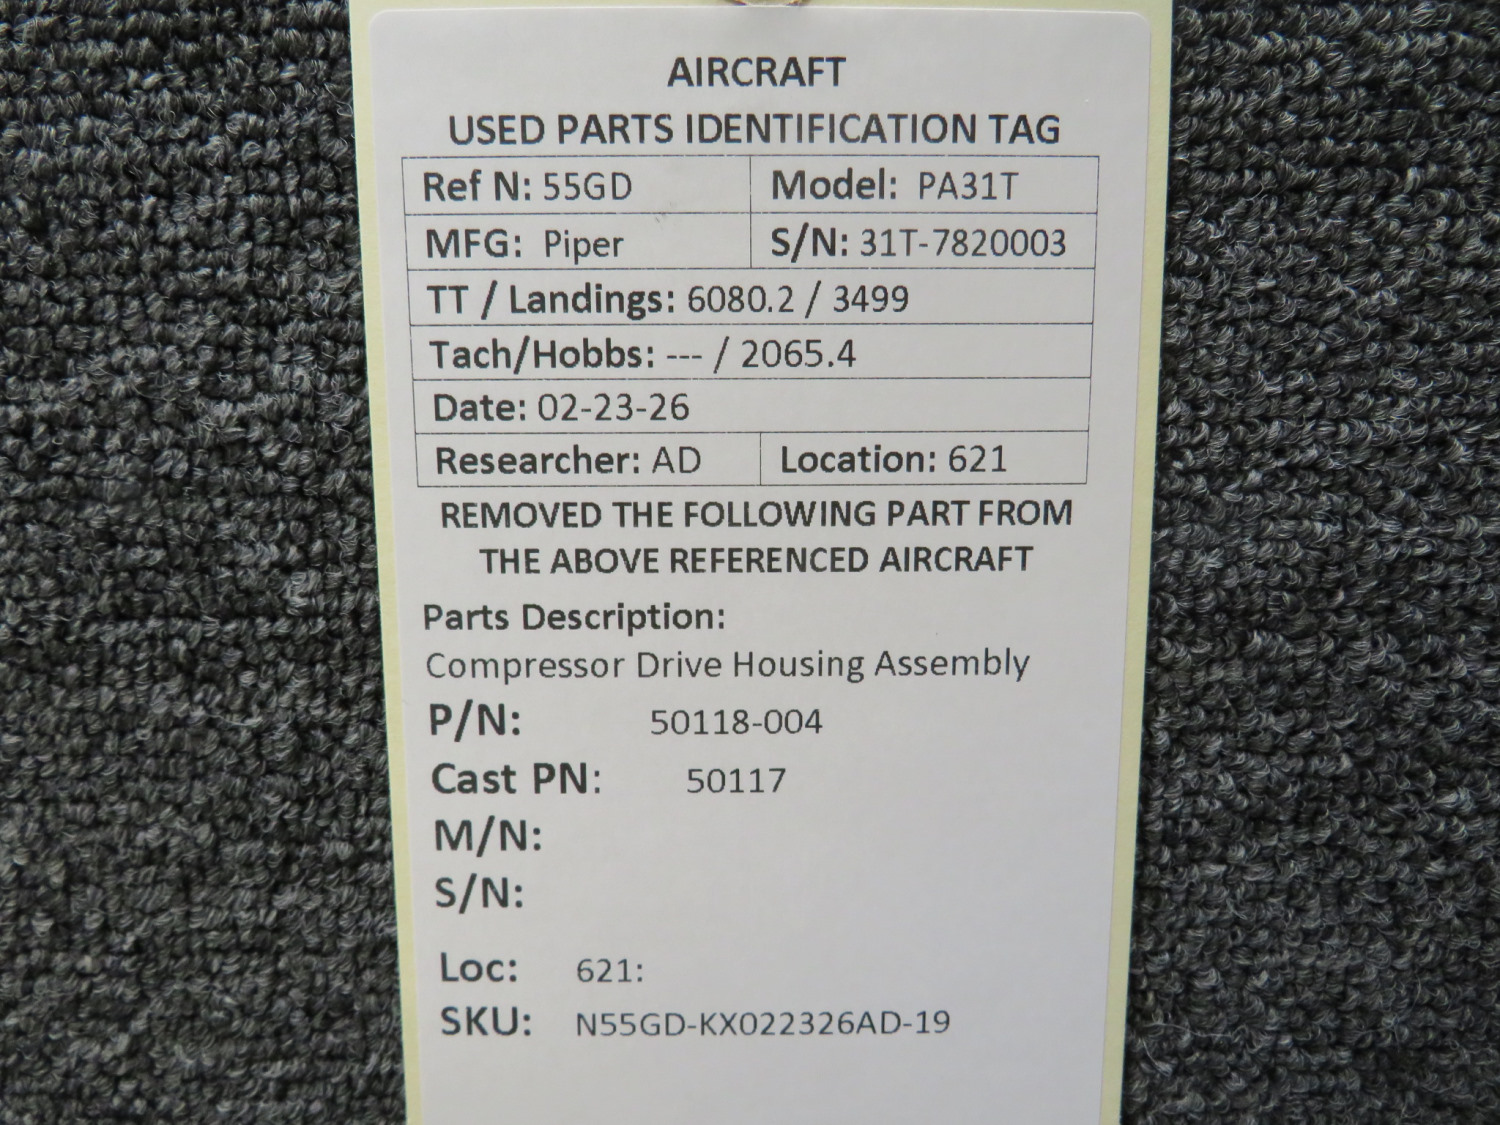 AIRCRAFT
USED PARTS IDENTIFICATION TAG
Ref N: 55GD Model: PA31T
MFG: Piper S/N: 31T-7820003
TT / Landings: 6080.2 / 3499
Tach/Hobbs: --- / 2065.4
Date: 02-23-26
Researcher: AD Location: 621
REMOVED THE FOLLOWING PART FROM
THE ABOVE REFERENCED AIRCRAFT
Parts Description:
Compressor Drive Housing Assembly
P/N: 50118-004
Cast PN: 50117
M/N:
S/N:
Loc: 621:
SKU: N55GD-KX022326AD-19